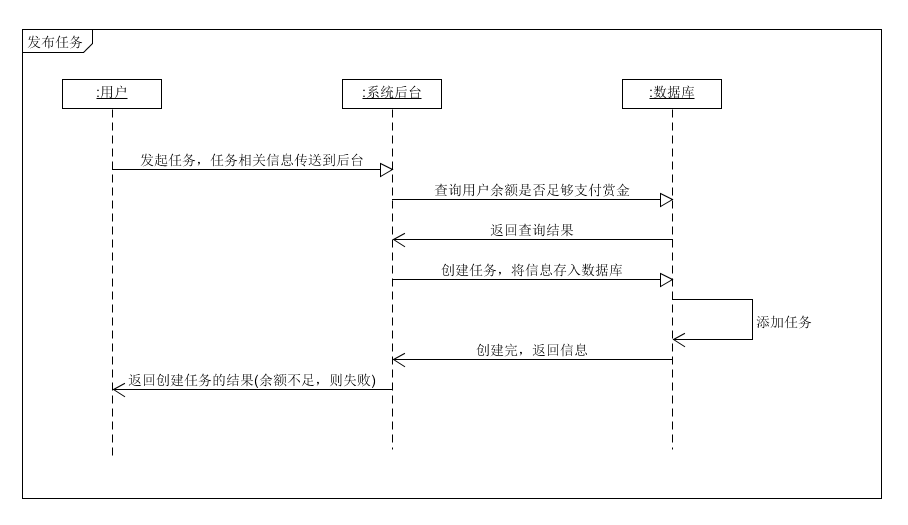 发布任务
:用户
:系统后台
:数据库
发起任务，任务相关信息传送到后台
查询用户余额是否足够支付赏金
返回查询结果
创建任务，将信息存入数据库
添加任务
创建完，返回信息
返回创建任务的结果(余额不足，则失败)